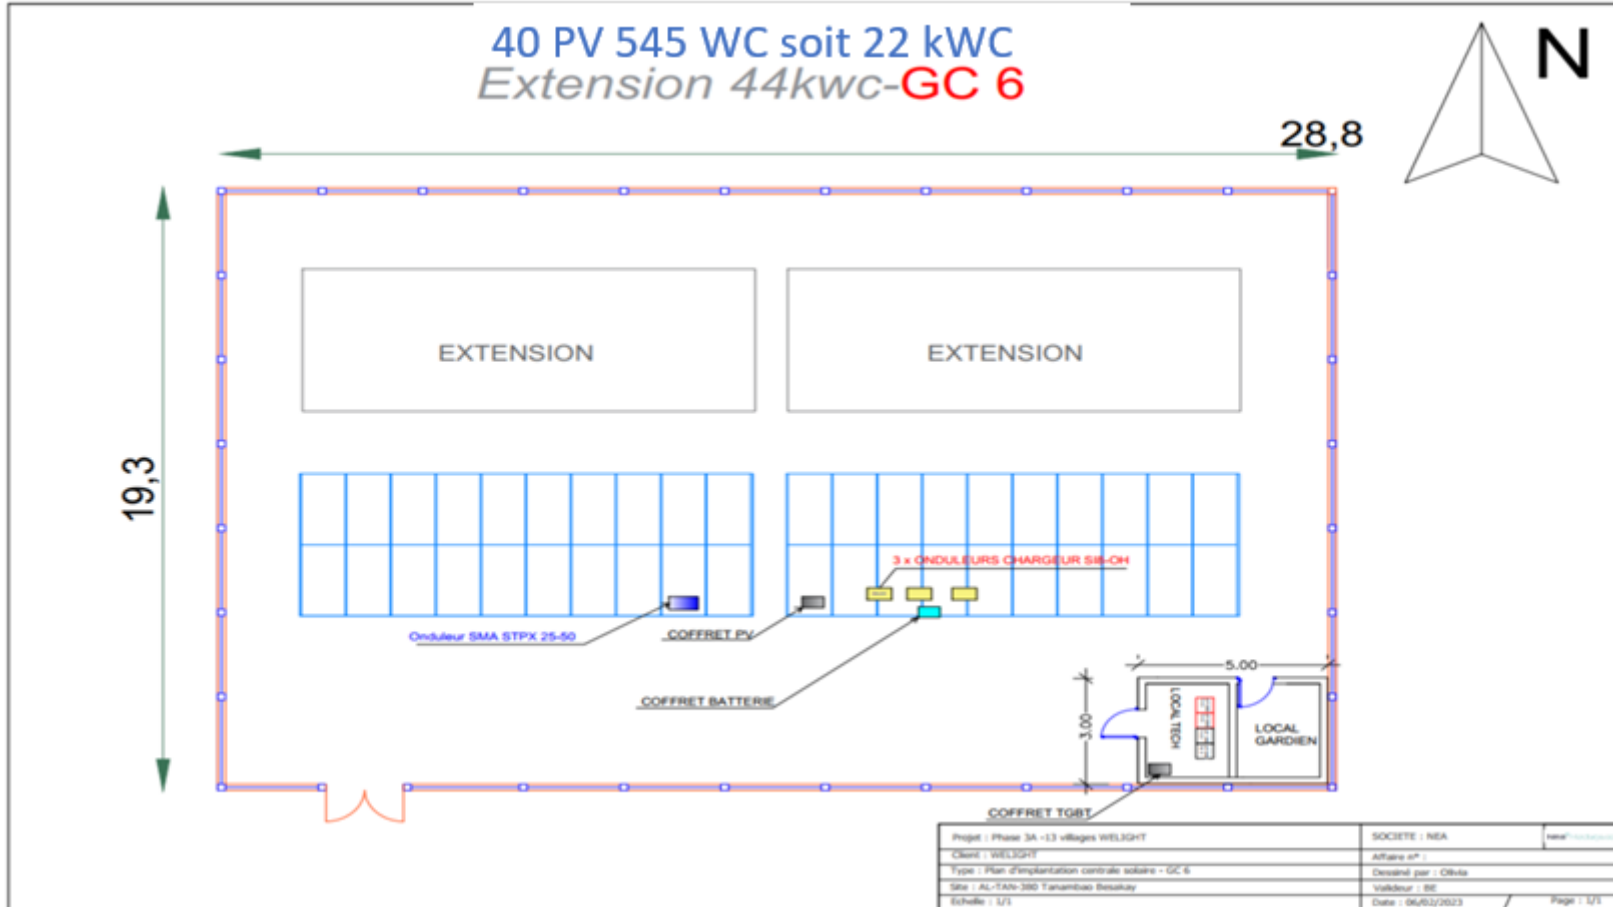 40 PV 545 WC soit 22 kWC
Extension 44kwc-GC 6
N
28,8
19,3
EXTENSION
EXTENSION
3 x ONDULEURS CHARGEUR SI8-OH
Onduleur SMA STPX 25-50
COFFRET PV
COFFRET BATTERIE
5.00
3.00
LOCAL TECH
LOCAL
GARDIEN
COFFRET TGBT
Projet : Phase 3A -13 villages WELIGHT
SOCIETE : NEA
Client : WELIGHT
Affaire n° :
Type : Plan d'implantation centrale solaire - GC 6
Dessiné par : Olivia
Site : AL-TAN-380 Tanambao Besakay
Valideur : BE
Echelle : 1/1
Date : 06/02/2023
Page : 1/1